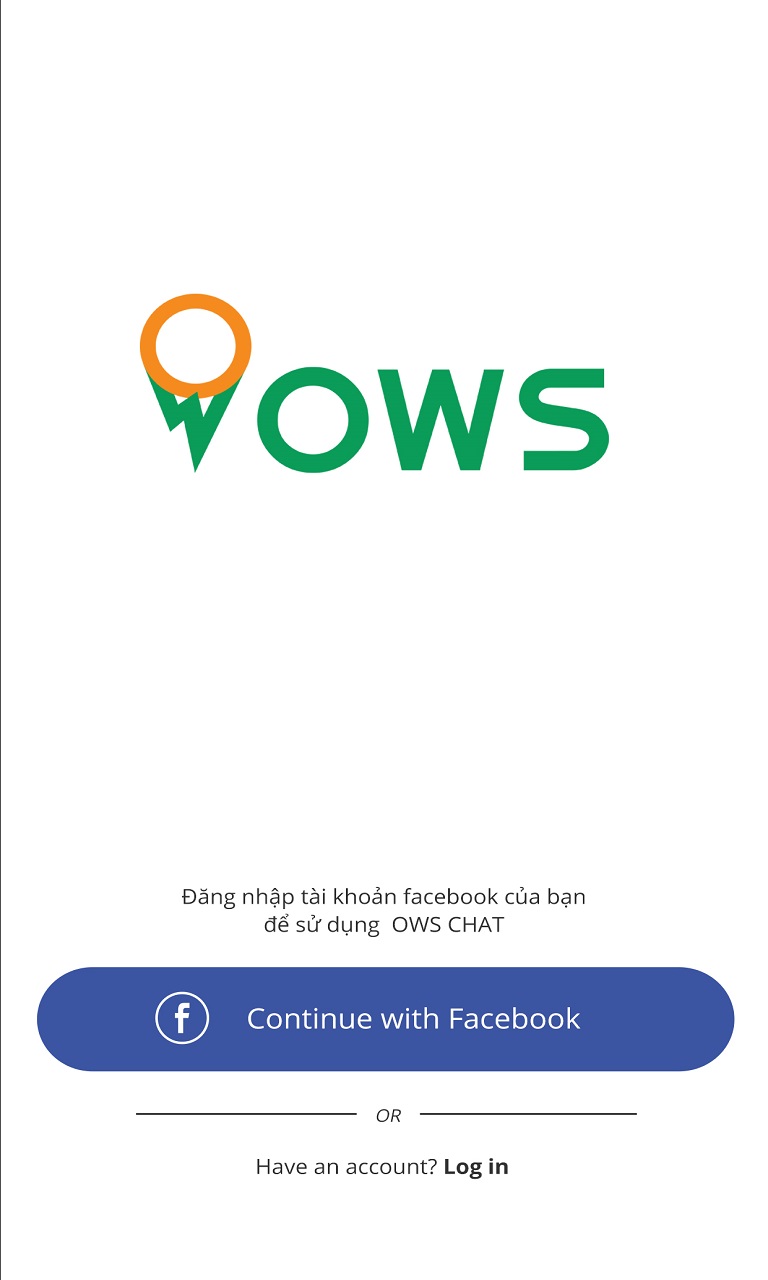 OWS
Đăng nhập tài khoản facebook của bạn
để sử dụng OWS CHAT
f Continue with Facebook
OR
Have an account? Log in